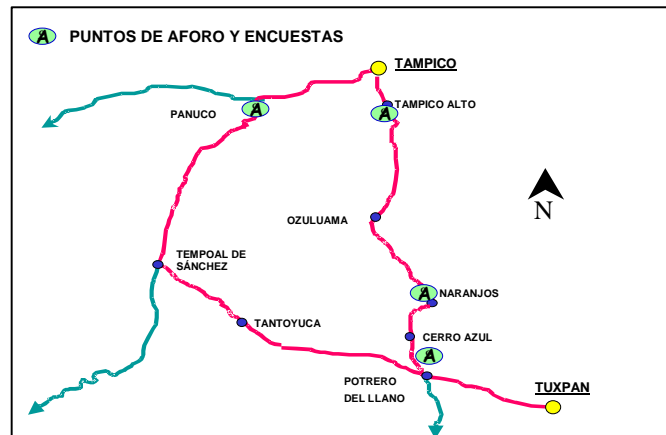 A PUNTOS DE AFORO Y ENCUESTAS
TAMPICO
A
PANUCO
TAMPICO ALTO
A
OZULUAMA
N
TEMPOAL DE
SÁNCHEZ
A
NARANJOS
TANTOYUCA
CERRO AZUL
A
POTRERO
DEL LLANO
TUXPAN